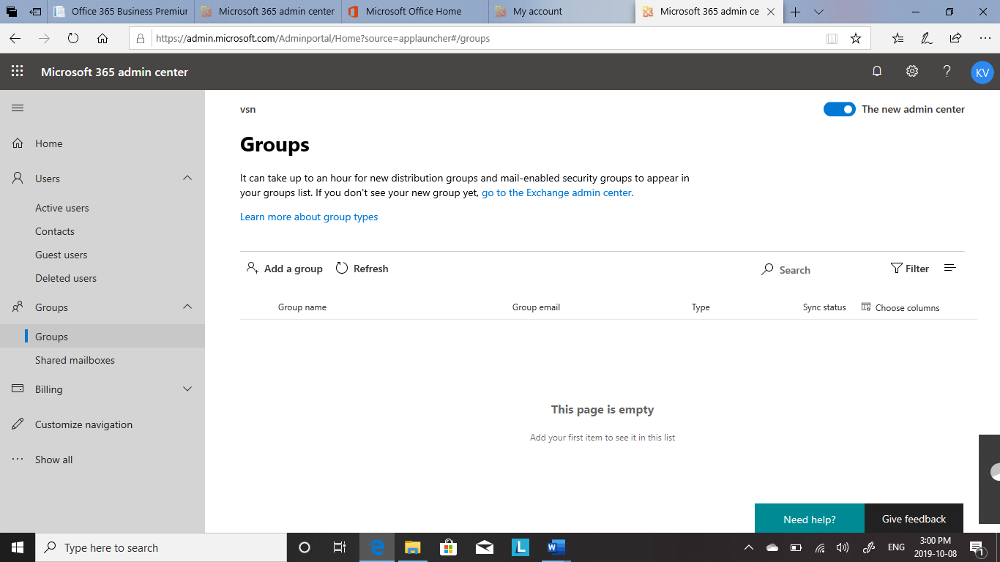 Office 365 Business Premiur
Microsoft 365 admin center
Microsoft Office Home
My account
Microsoft 365 admin ce
https://admin.microsoft.com/Adminportal/Home?source=applauncher#/groups
Microsoft 365 admin center
KV
vsn
The new admin center
Home
Users
Active users
Contacts
Guest users
Deleted users
Groups
Groups
Shared mailboxes
Billing
Customize navigation
Show all
Groups
It can take up to an hour for new distribution groups and mail-enabled security groups to appear in
your groups list. If you don't see your new group yet, go to the Exchange admin center.
Learn more about group types
Add a group
Refresh
Search
Filter
Group name
Group email
Type
Sync status
Choose columns
This page is empty
Add your first item to see it in this list
Need help?
Give feedback
Type here to search
ENG
3:00 PM
2019-10-08
1